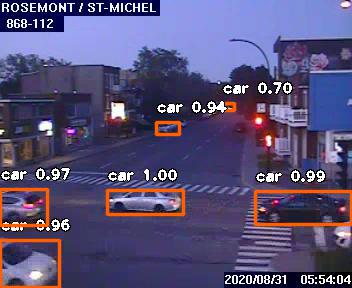 ROSEMONT / ST-MICHEL
868-112
car 0.70
car 0.94
car 0.97
car 1.00
car 0.99
car 0.96
2020/08/31 05:54:04